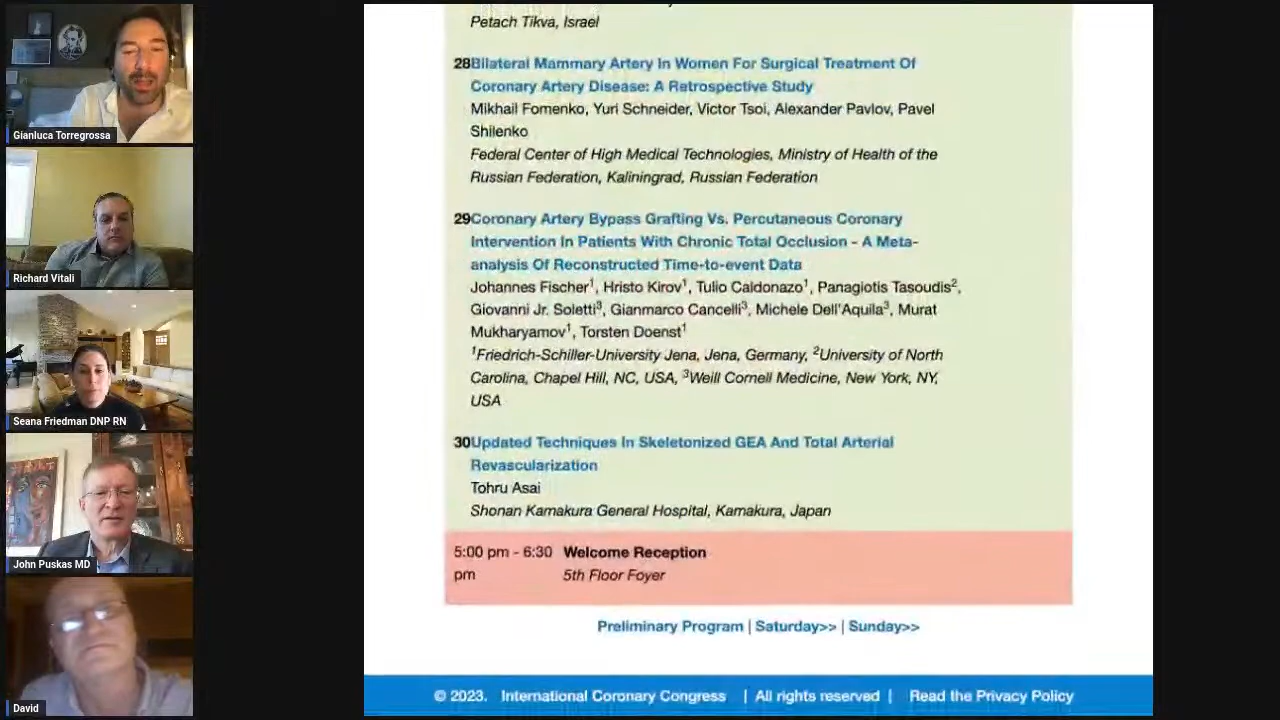 Gianluca Torregrossa
Richard Vitali
Seana Friedman DNP RN
John Puskas MD
David
Petach Tikva, Israel
28Bilateral Mammary Artery In Women For Surgical Treatment Of
Coronary Artery Disease: A Retrospective Study
Mikhail Fomenko, Yuri Schneider, Victor Tsoi, Alexander Pavlov, Pavel
Shilenko
Federal Center of High Medical Technologies, Ministry of Health of the
Russian Federation, Kaliningrad, Russian Federation
29Coronary Artery Bypass Grafting Vs. Percutaneous Coronary
Intervention In Patients With Chronic Total Occlusion - A Meta-
analysis Of Reconstructed Time-to-event Data
Johannes Fischer¹, Hristo Kirov¹, Tulio Caldonazo¹, Panagiotis Tasoudis²,
Giovanni Jr. Soletti³, Gianmarco Cancelli³, Michele Dell'Aquila³, Murat
Mukharyamov¹, Torsten Doenst¹
¹Friedrich-Schiller-University Jena, Jena, Germany, ²University of North
Carolina, Chapel Hill, NC, USA, ³Weill Cornell Medicine, New York, NY,
USA
30Updated Techniques In Skeletonized GEA And Total Arterial
Revascularization
Tohru Asai
Shonan Kamakura General Hospital, Kamakura, Japan
5:00 pm - 6:30 Welcome Reception
pm 5th Floor Foyer
Preliminary Program | Saturday>> | Sunday>>
© 2023. International Coronary Congress | All rights reserved | Read the Privacy Policy